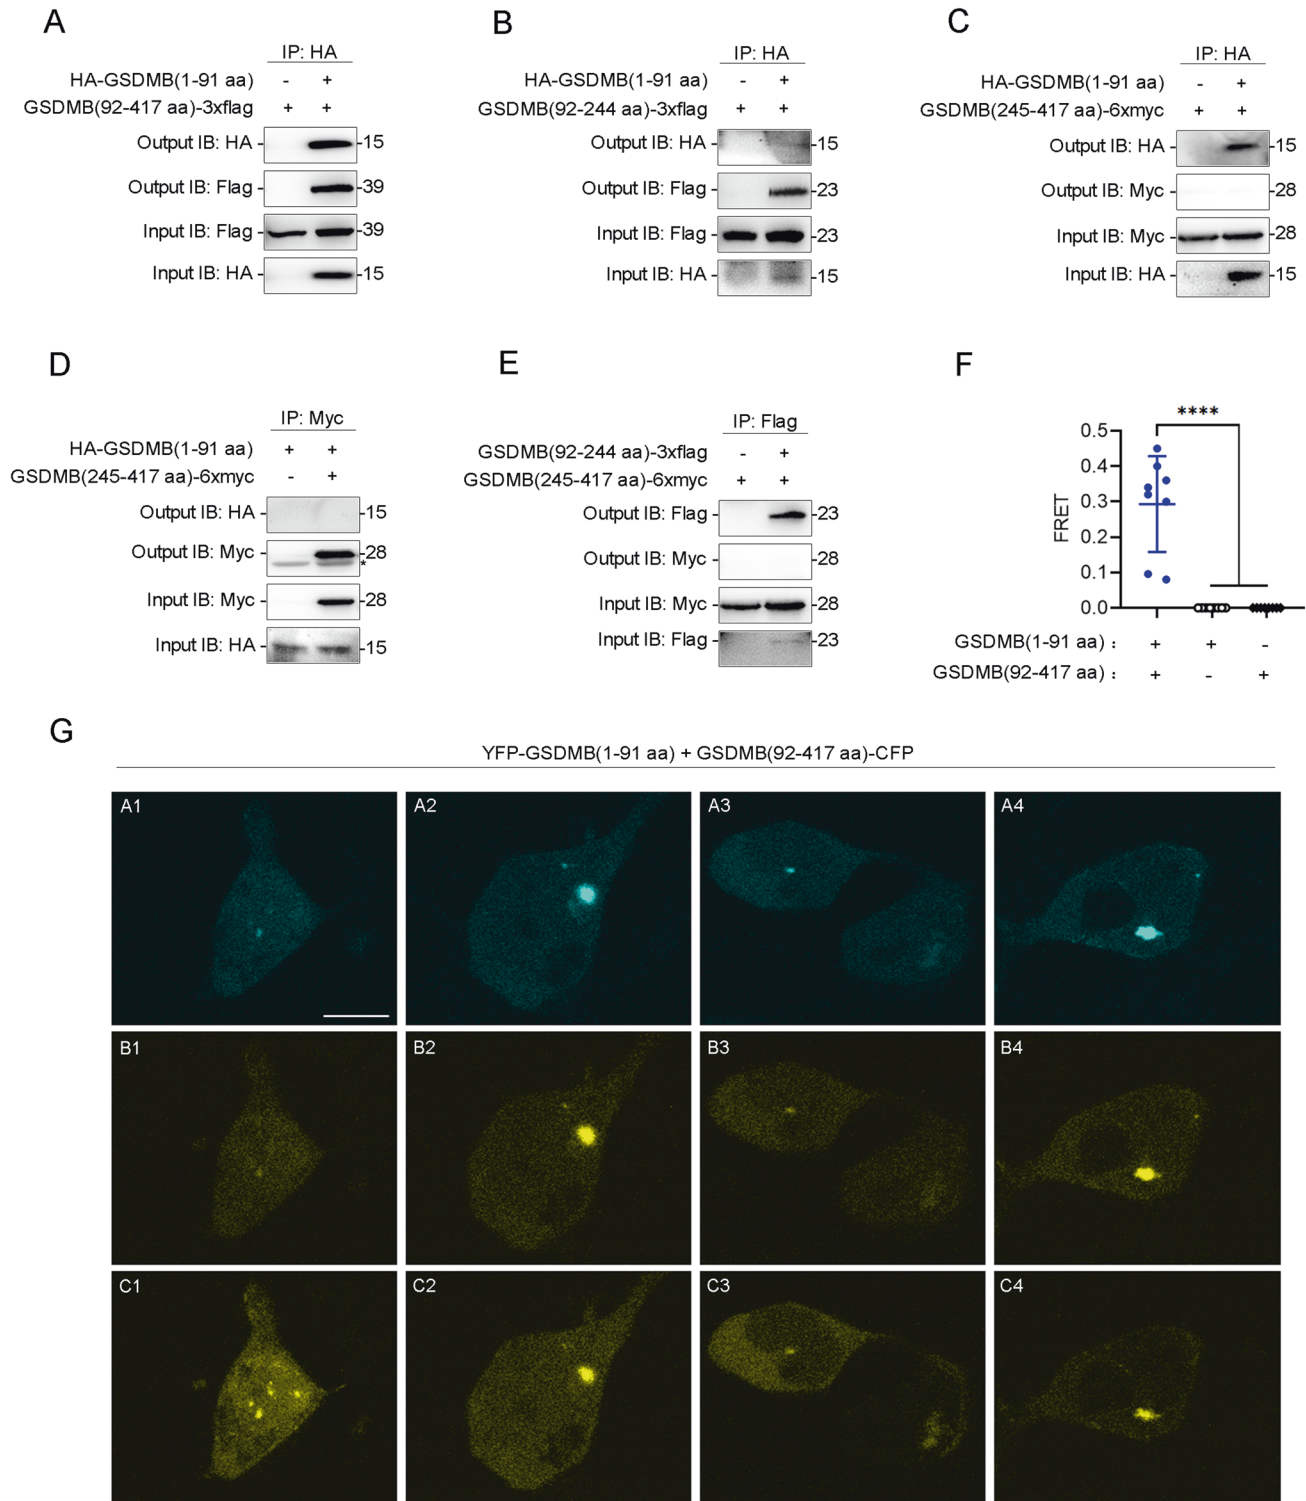 A
IP: HA
HA-GSDMB(1-91 aa) - +
GSDMB(92-417 aa)-3xflag + +
Output IB: HA - -15
Output IB: Flag - -39
Input IB: Flag - -39
Input IB: HA - -15
B
IP: HA
HA-GSDMB(1-91 aa) - +
GSDMB(92-244 aa)-3xflag + +
Output IB: HA - -15
Output IB: Flag - -23
Input IB: Flag - -23
Input IB: HA - -15
C
IP: HA
HA-GSDMB(1-91 aa) - +
GSDMB(245-417 aa)-6xmyc + +
Output IB: HA - -15
Output IB: Myc - -28
Input IB: Myc - -28
Input IB: HA - -15
D
IP: Myc
HA-GSDMB(1-91 aa) + +
GSDMB(245-417 aa)-6xmyc - +
Output IB: HA - -15
Output IB: Myc - -28
*
Input IB: Myc - -28
Input IB: HA - -15
E
IP: Flag
GSDMB(92-244 aa)-3xflag - +
GSDMB(245-417 aa)-6xmyc + +
Output IB: Flag - -23
Output IB: Myc - -28
Input IB: Myc - -28
Input IB: Flag - -23
F
****
0.5
0.4
0.3
0.2
0.1
0.0
FRET
GSDMB(1-91 aa) : + + -
GSDMB(92-417 aa) : + - +
G
YFP-GSDMB(1-91 aa) + GSDMB(92-417 aa)-CFP
A1 A2 A3 A4
B1 B2 B3 B4
C1 C2 C3 C4